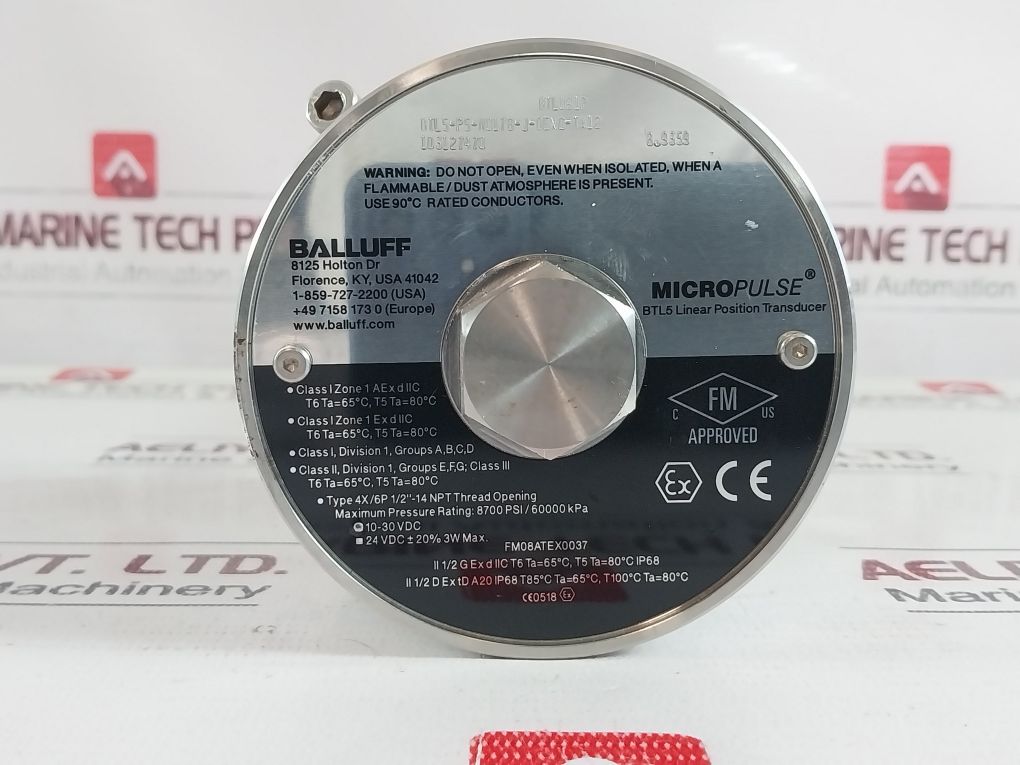 WARNING: DO NOT OPEN, EVEN WHEN ISOLATED, WHEN A
FLAMMABLE / DUST ATMOSPHERE IS PRESENT.
USE 90°C RATED CONDUCTORS.
BALLUFF
8125 Holton Dr
Florence, KY, USA 41042
1-859-727-2200 (USA)
+49 7158 173 0 (Europe)
www.balluff.com
MICROPULSE®
BTL5 Linear Position Transducer
● Class I Zone 1 AEx d IIC
T6 Ta=65°C, T5 Ta=80°C
● Class I Zone 1 Ex d IIC
T6 Ta=65°C, T5 Ta=80°C
● Class I, Division 1, Groups A,B,C,D
● Class II, Division 1, Groups E,F,G; Class III
T6 Ta=65°C, T5 Ta=80°C
● Type 4X/6P 1/2"-14 NPT Thread Opening
Maximum Pressure Rating: 8700 PSI / 60000 kPa
10-30 VDC
■ 24 VDC ± 20% 3W Max.
FM
C US
APPROVED
Ex CE
FM08ATEX0037
II 1/2 G Ex d IIC T6 Ta=65°C, T5 Ta=80°C IP68
II 1/2 D Ex tD A20 IP68 T85°C Ta=65°C, T100°C Ta=80°C
CE0518 Ex
MARINE TECH P
MARINE TECH
VT. LTD.
AELM
Marin